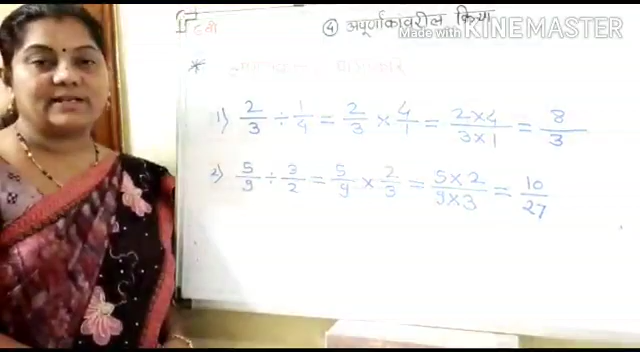 ६वी ④ अपूर्णांकांवरील क्रिया
Made with KINEMASTER
*
1) 2/3 ÷ 1/4 = 2/3 × 4/1 = 2×4/3×1 = 8/3
2) 5/9 ÷ 3/2 = 5/9 × 2/3 = 5×2/9×3 = 10/27